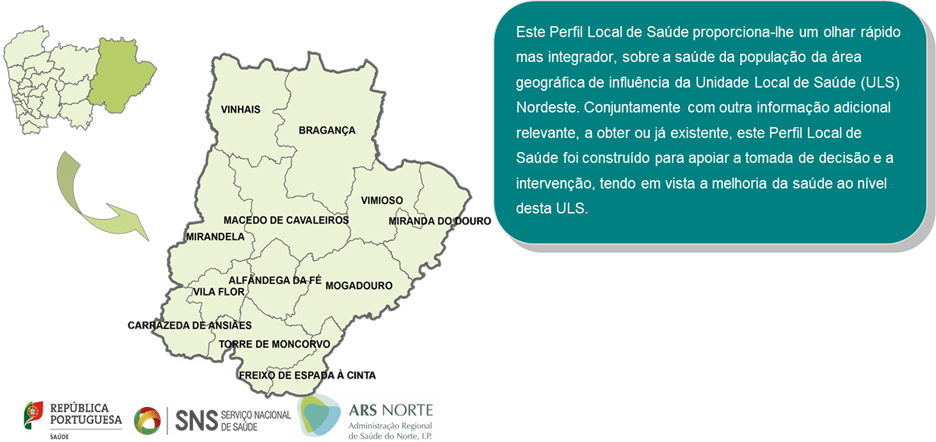 Este Perfil Local de Saúde proporciona-lhe um olhar rápido
mas integrador, sobre a saúde da população da área
geográfica de influência da Unidade Local de Saúde (ULS)
Nordeste. Conjuntamente com outra informação adicional
relevante, a obter ou já existente, este Perfil Local de
Saúde foi construído para apoiar a tomada de decisão e a
intervenção, tendo em vista a melhoria da saúde ao nível
desta ULS.
VINHAIS
BRAGANÇA
VIMIOSO
MACEDO DE CAVALEIROS
MIRANDA DO DOURO
MIRANDELA
ALFÂNDEGA DA FÉ
MOGADOURO
VILA FLOR
CARRAZEDA DE ANSIÃES
TORRE DE MONCORVO
FREIXO DE ESPADA À CINTA
REPÚBLICA
PORTUGUESA
SAÚDE
SNS
SERVIÇO NACIONAL
DE SAÚDE
ARS NORTE
Administração Regional
de Saúde do Norte, I.P.